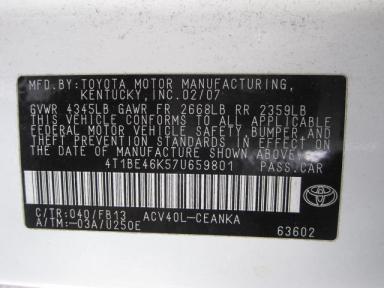 MFD.BY:TOYOTA MOTOR MANUFACTURING,
KENTUCKY,INC.02/07
GVWR 4345LB GAWR FR 2668LB RR 2359LB
THIS VEHICLE CONFORMS TO ALL APPLICABLE
FEDERAL MOTOR VEHICLE SAFETY,BUMPER,AND
THEFT PREVENTION STANDARDS IN EFFECT ON
THE DATE OF MANUFACTURE SHOWN ABOVE.
4T1BE46K57U659801 PASS.CAR
C/TR:040/FB13 ACV40L-CEANKA
A/TM:-03A/U250E
TOYOTA
63602